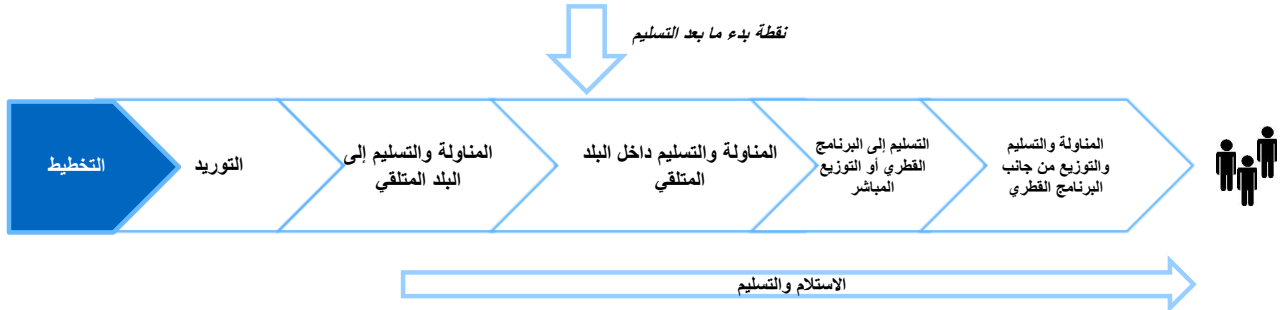 نقطة بدء ما بعد التسليم
التخطيط
التوريد
المناولة والتسليم إلى
البلد المتلقي
المناولة والتسليم داخل البلد
المتلقي
التسليم إلى البرنامج
القطري أو التوزيع
المباشر
المناولة والتسليم
والتوزيع من جانب
البرنامج القطري
الاستلام والتسليم